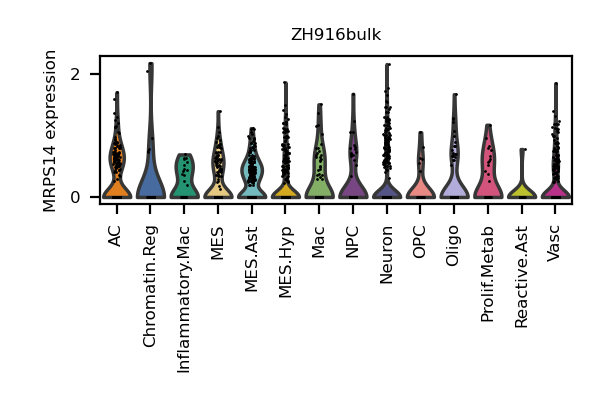 ZH916bulk
MRPS14 expression
2
0
AC
Chromatin.Reg
Inflammatory.Mac
MES
MES.Ast
MES.Hyp
Mac
NPC
Neuron
OPC
Oligo
Prolif.Metab
Reactive.Ast
Vasc